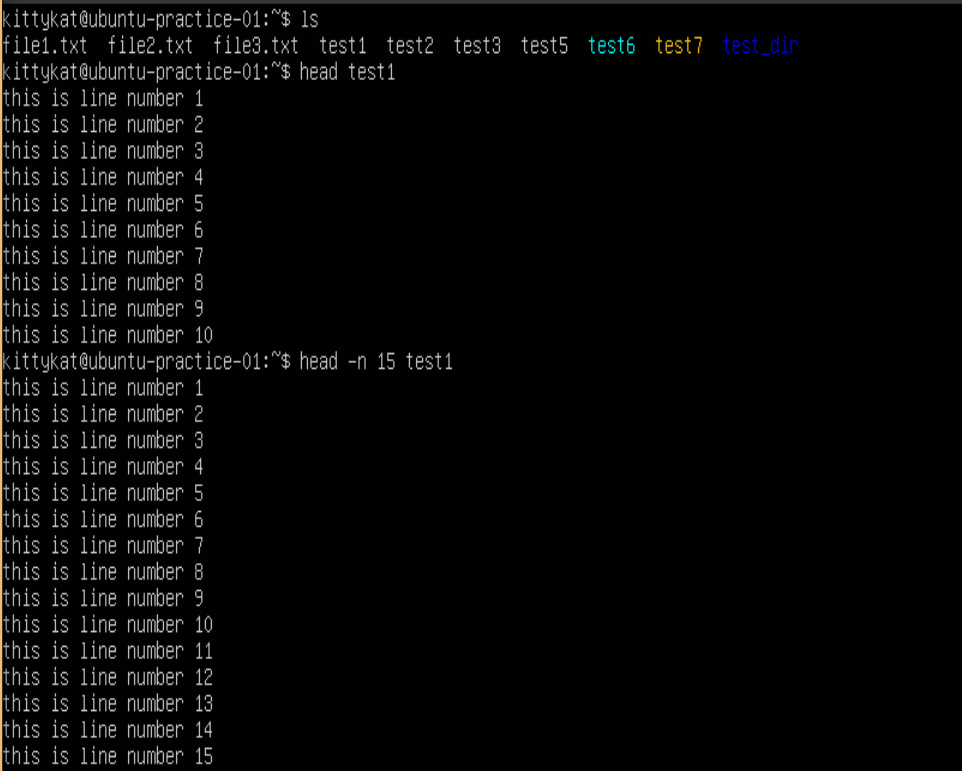 kittykat@ubuntu-practice-01:~$ ls
file1.txt  file2.txt  file3.txt  test1  test2  test3  test5  test6  test7  test_dir
kittykat@ubuntu-practice-01:~$ head test1
this is line number 1
this is line number 2
this is line number 3
this is line number 4
this is line number 5
this is line number 6
this is line number 7
this is line number 8
this is line number 9
this is line number 10
kittykat@ubuntu-practice-01:~$ head -n 15 test1
this is line number 1
this is line number 2
this is line number 3
this is line number 4
this is line number 5
this is line number 6
this is line number 7
this is line number 8
this is line number 9
this is line number 10
this is line number 11
this is line number 12
this is line number 13
this is line number 14
this is line number 15